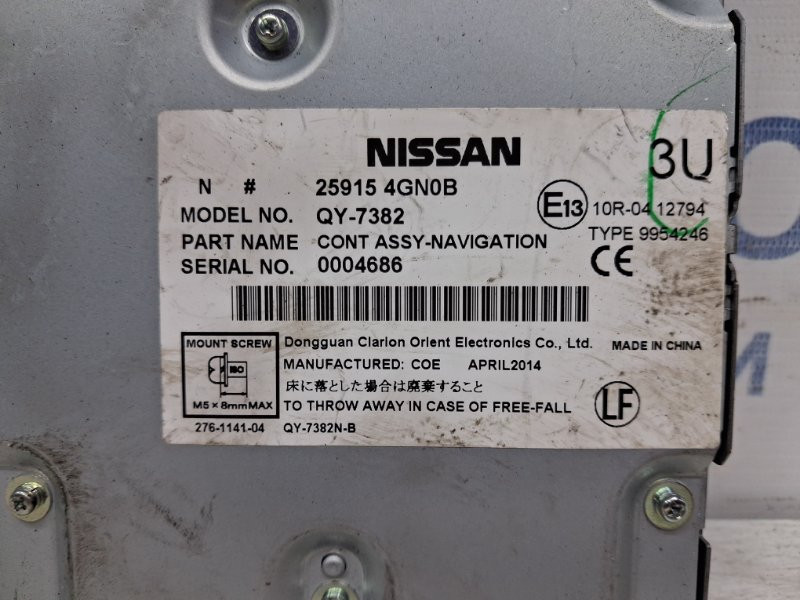 NISSAN
3U
N # 25915 4GN0B
MODEL NO. QY-7382
E13 10R-04 12794
PART NAME CONT ASSY-NAVIGATION
TYPE 9954246
SERIAL NO. 0004686
CE
MOUNT SCREW
ISO
M5 × 8mmMAX
Dongguan Clarion Orient Electronics Co., Ltd. MADE IN CHINA
MANUFACTURED: COE APRIL2014
床に落とした場合は廃棄すること
TO THROW AWAY IN CASE OF FREE-FALL
LF
276-1141-04 QY-7382N-B